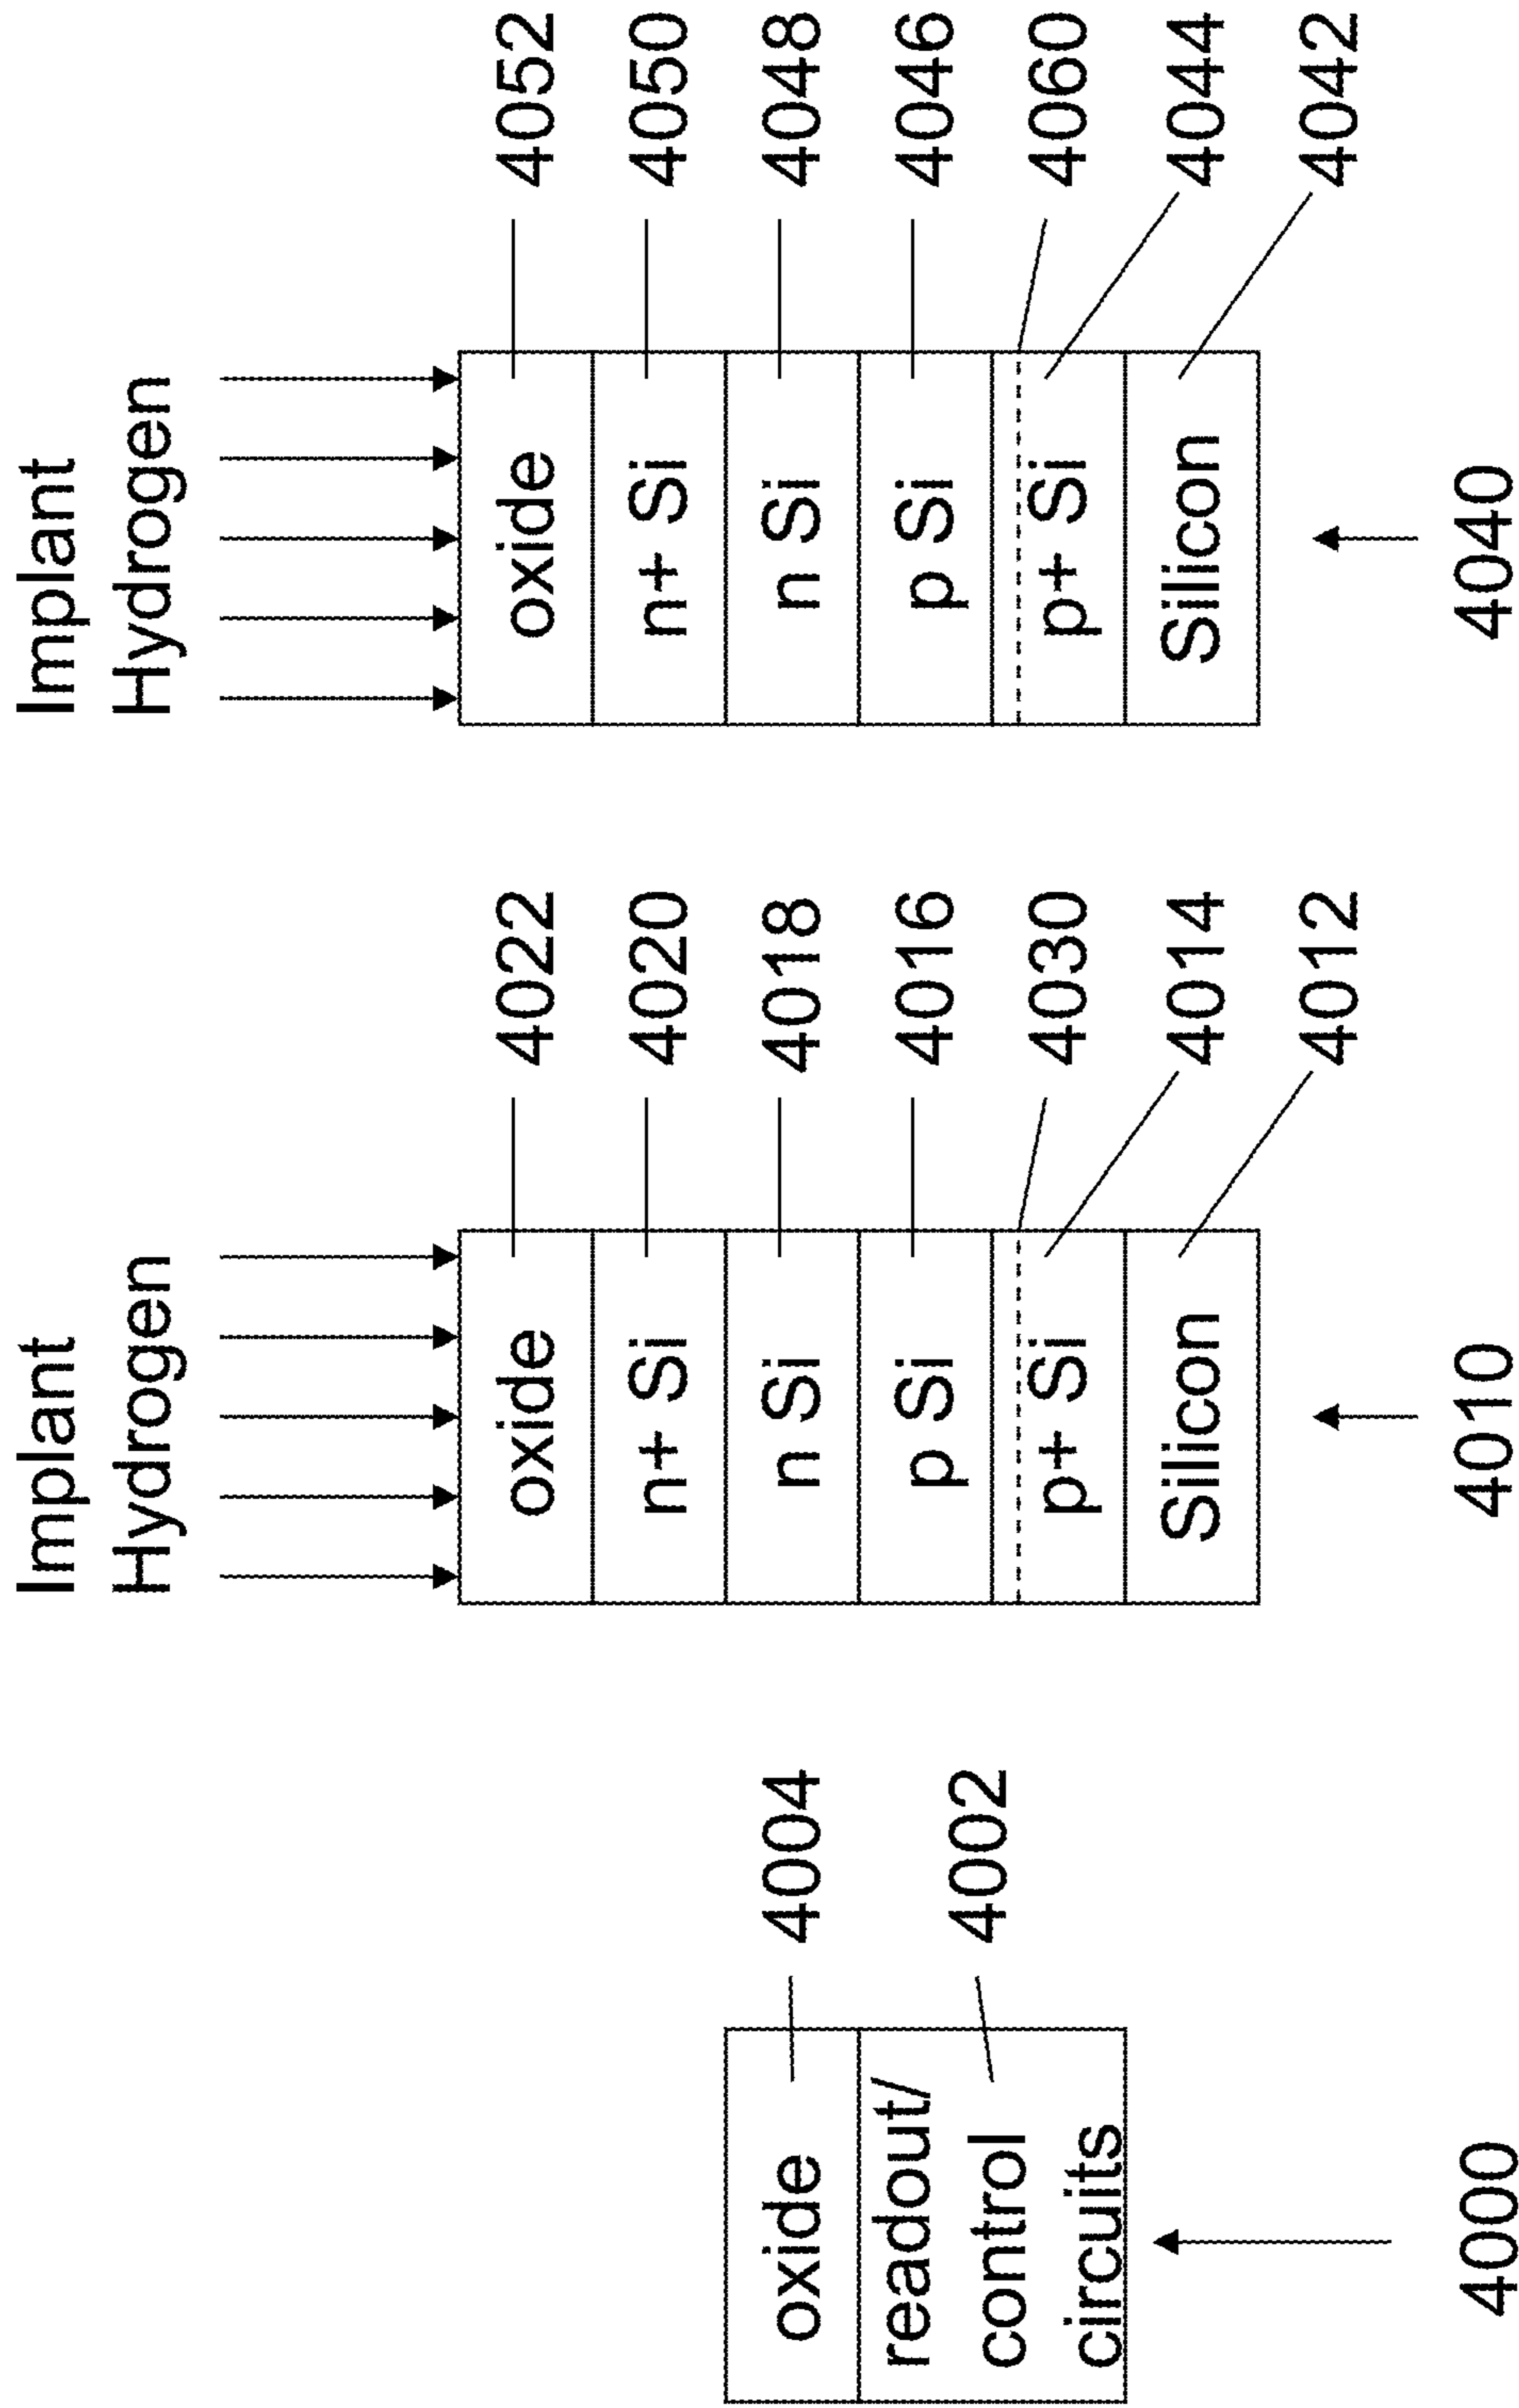 oxide
4004
readout/
control
circuits
4002
4000
Implant
Hydrogen
oxide
4022
n+ Si
4020
n Si
4018
p Si
4016
4030
p+ Si
4014
Silicon
4012
4010
Implant
Hydrogen
oxide
4052
n+ Si
4050
n Si
4048
p Si
4046
4060
p+ Si
4044
Silicon
4042
4040